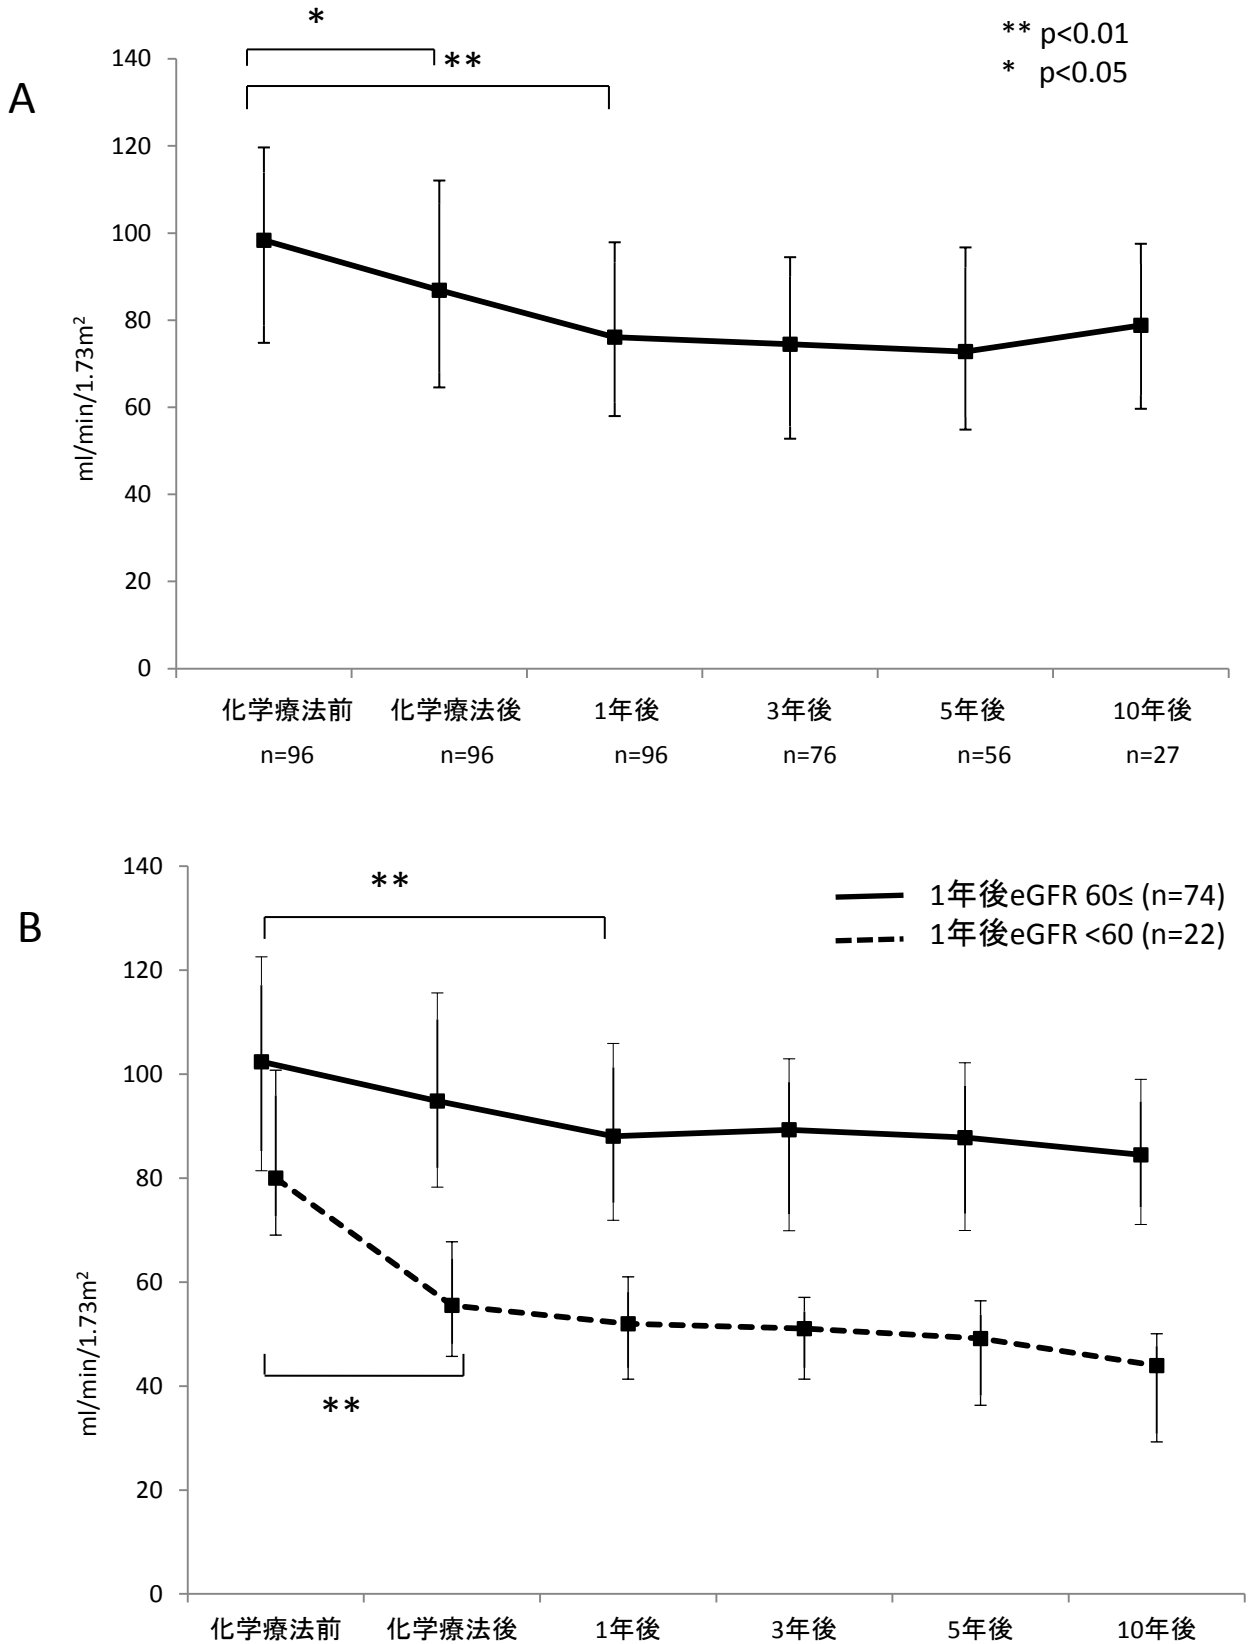 *
** p<0.01
* p<0.05
**
A
140
120
100
80
60
40
20
0
ml/min/1.73m²
化学療法前 化学療法後 1年後 3年後 5年後 10年後
n=96 n=96 n=96 n=76 n=56 n=27
B
**
1年後eGFR 60≤ (n=74)
1年後eGFR <60 (n=22)
140
120
100
80
60
40
20
0
ml/min/1.73m²
**
化学療法前 化学療法後 1年後 3年後 5年後 10年後